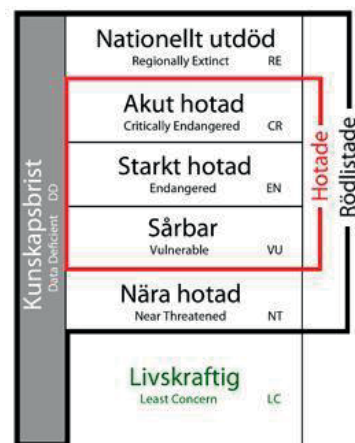 Nationellt utdöd
Regionally Extinct RE
Akut hotad
Critically Endangered CR
Starkt hotad
Endangered EN
Sårbar
Vulnerable VU
Nära hotad
Near Threatened NT
Livskraftig
Least Concern LC
Kunskapsbrist
Data Deficient DD
Hotade
Rödlistade